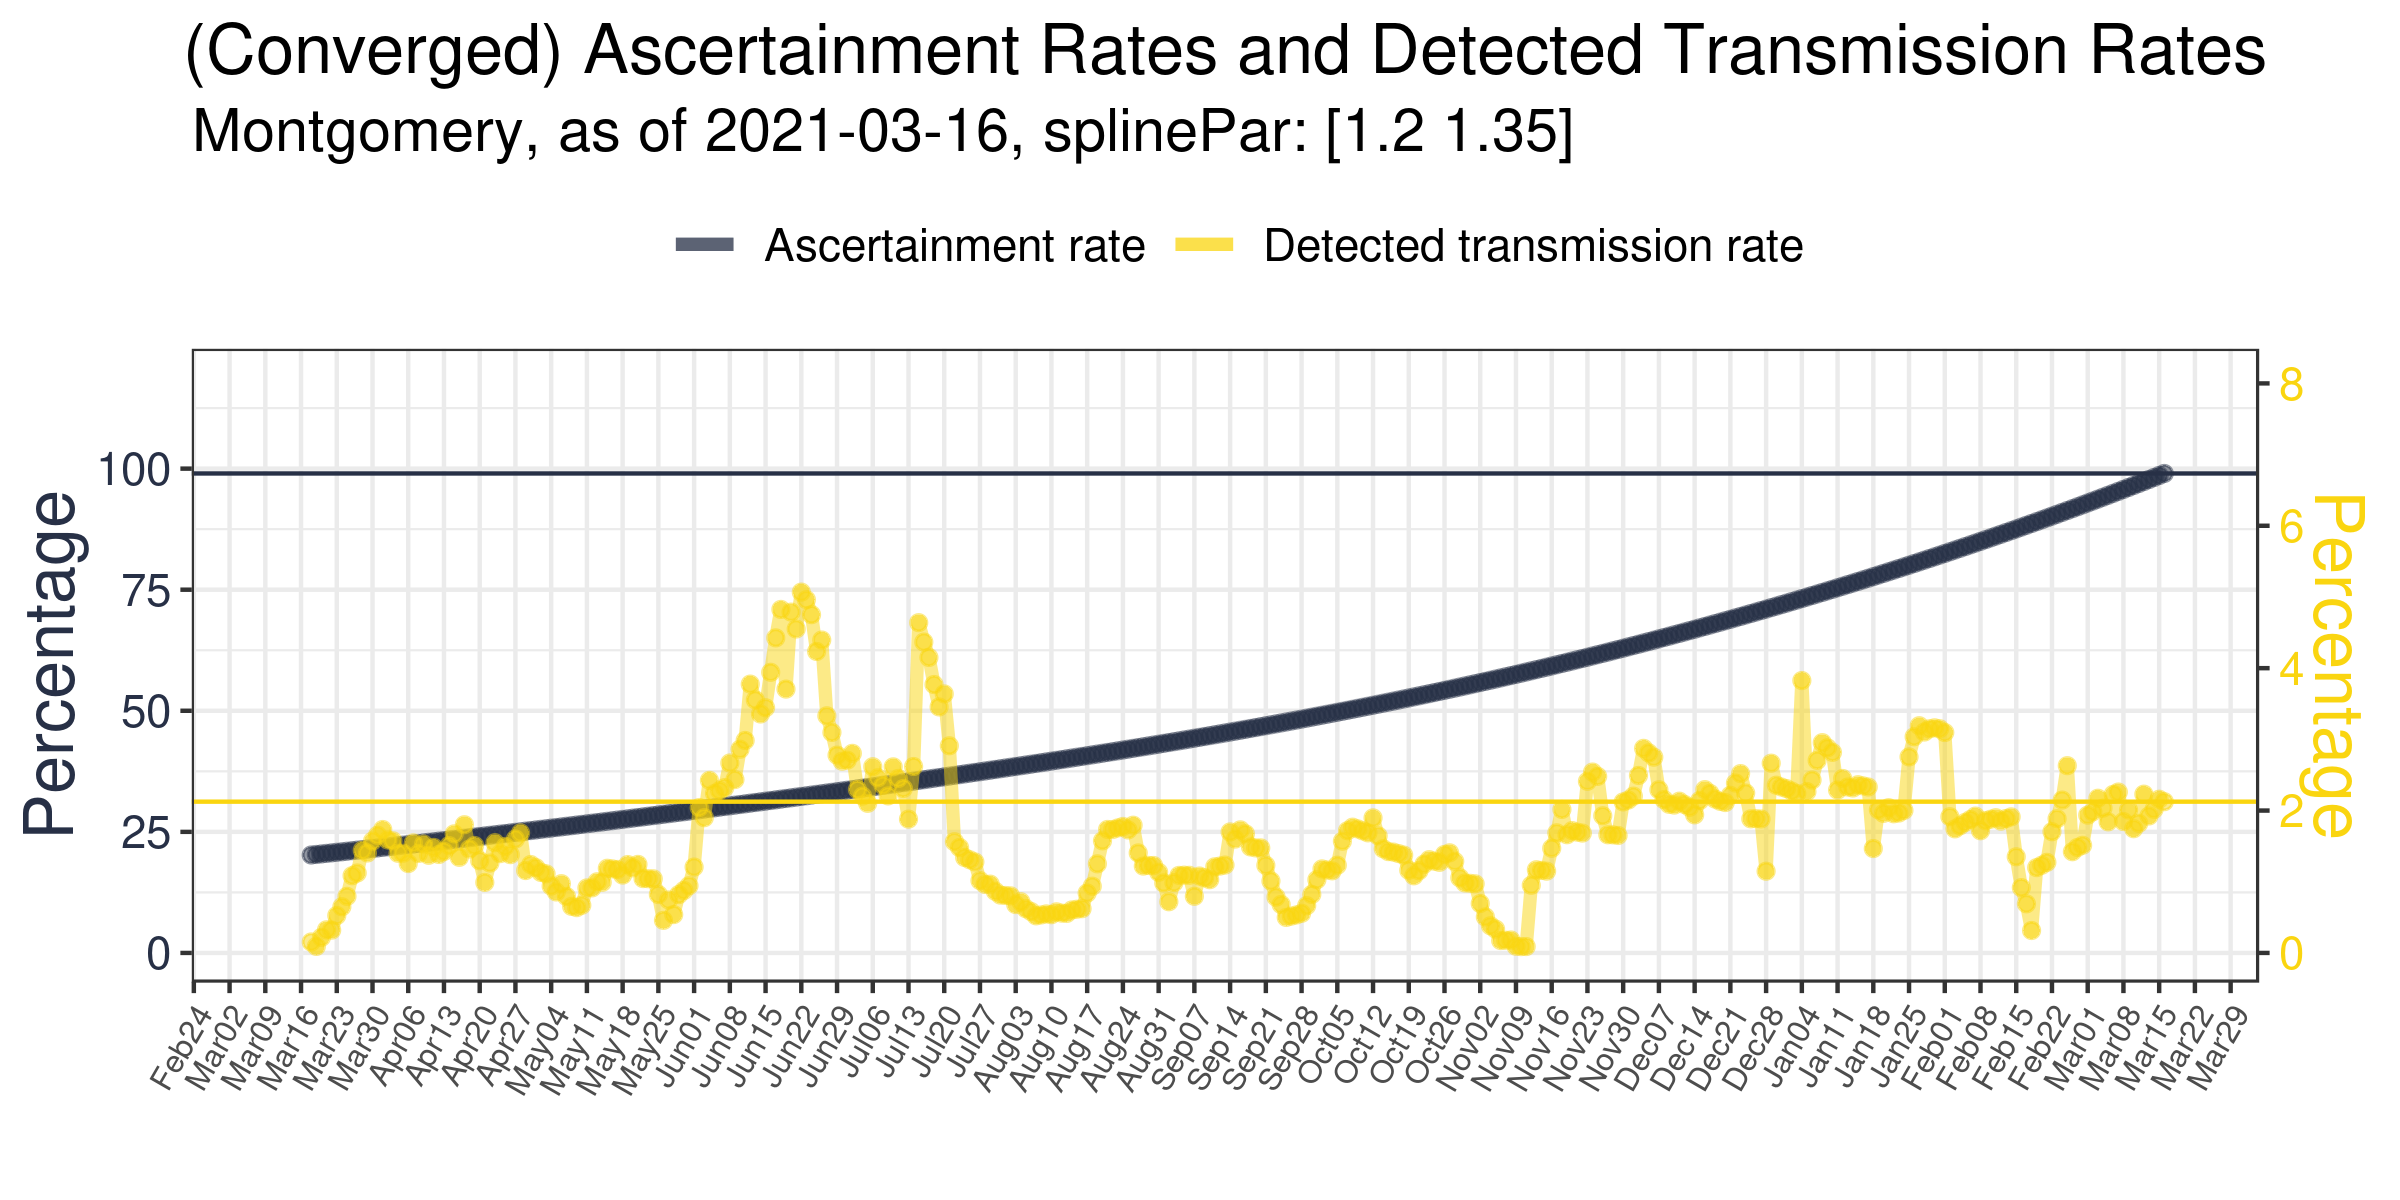 (Converged) Ascertainment Rates and Detected Transmission Rates
Montgomery, as of 2021-03-16, splinePar: [1.2 1.35]
Ascertainment rate
Detected transmission rate
Percentage
100
75
50
25
0
8
6
4
2
0
Percentage
Feb24
Mar02
Mar09
Mar16
Mar23
Mar30
Apr06
Apr13
Apr20
Apr27
May04
May11
May18
May25
Jun01
Jun08
Jun15
Jun22
Jun29
Jul06
Jul13
Jul20
Jul27
Aug03
Aug10
Aug17
Aug24
Aug31
Sep07
Sep14
Sep21
Sep28
Oct05
Oct12
Oct19
Oct26
Nov02
Nov09
Nov16
Nov23
Nov30
Dec07
Dec14
Dec21
Dec28
Jan04
Jan11
Jan18
Jan25
Feb01
Feb08
Feb15
Feb22
Mar01
Mar08
Mar15
Mar22
Mar29